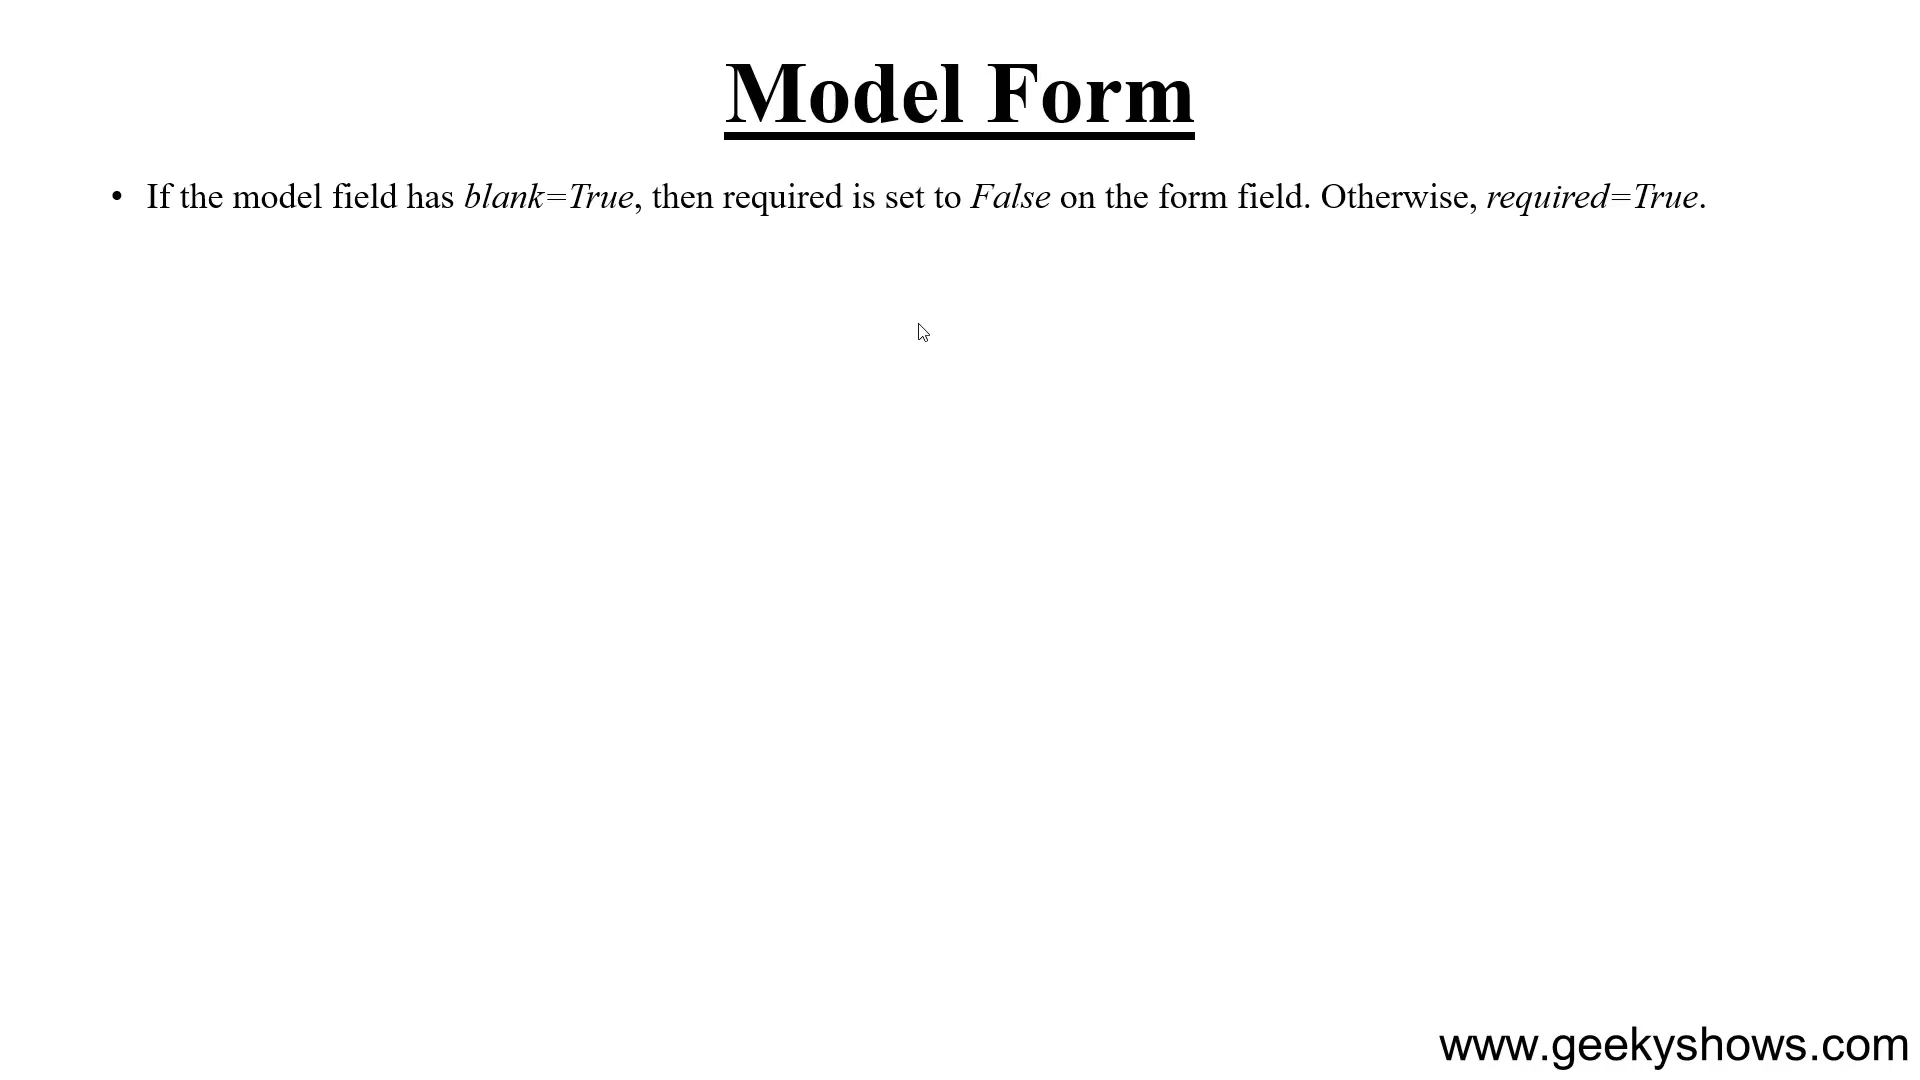 Model Form
• If the model field has blank=True, then required is set to False on the form field. Otherwise, required=True.
www.geekyshows.com